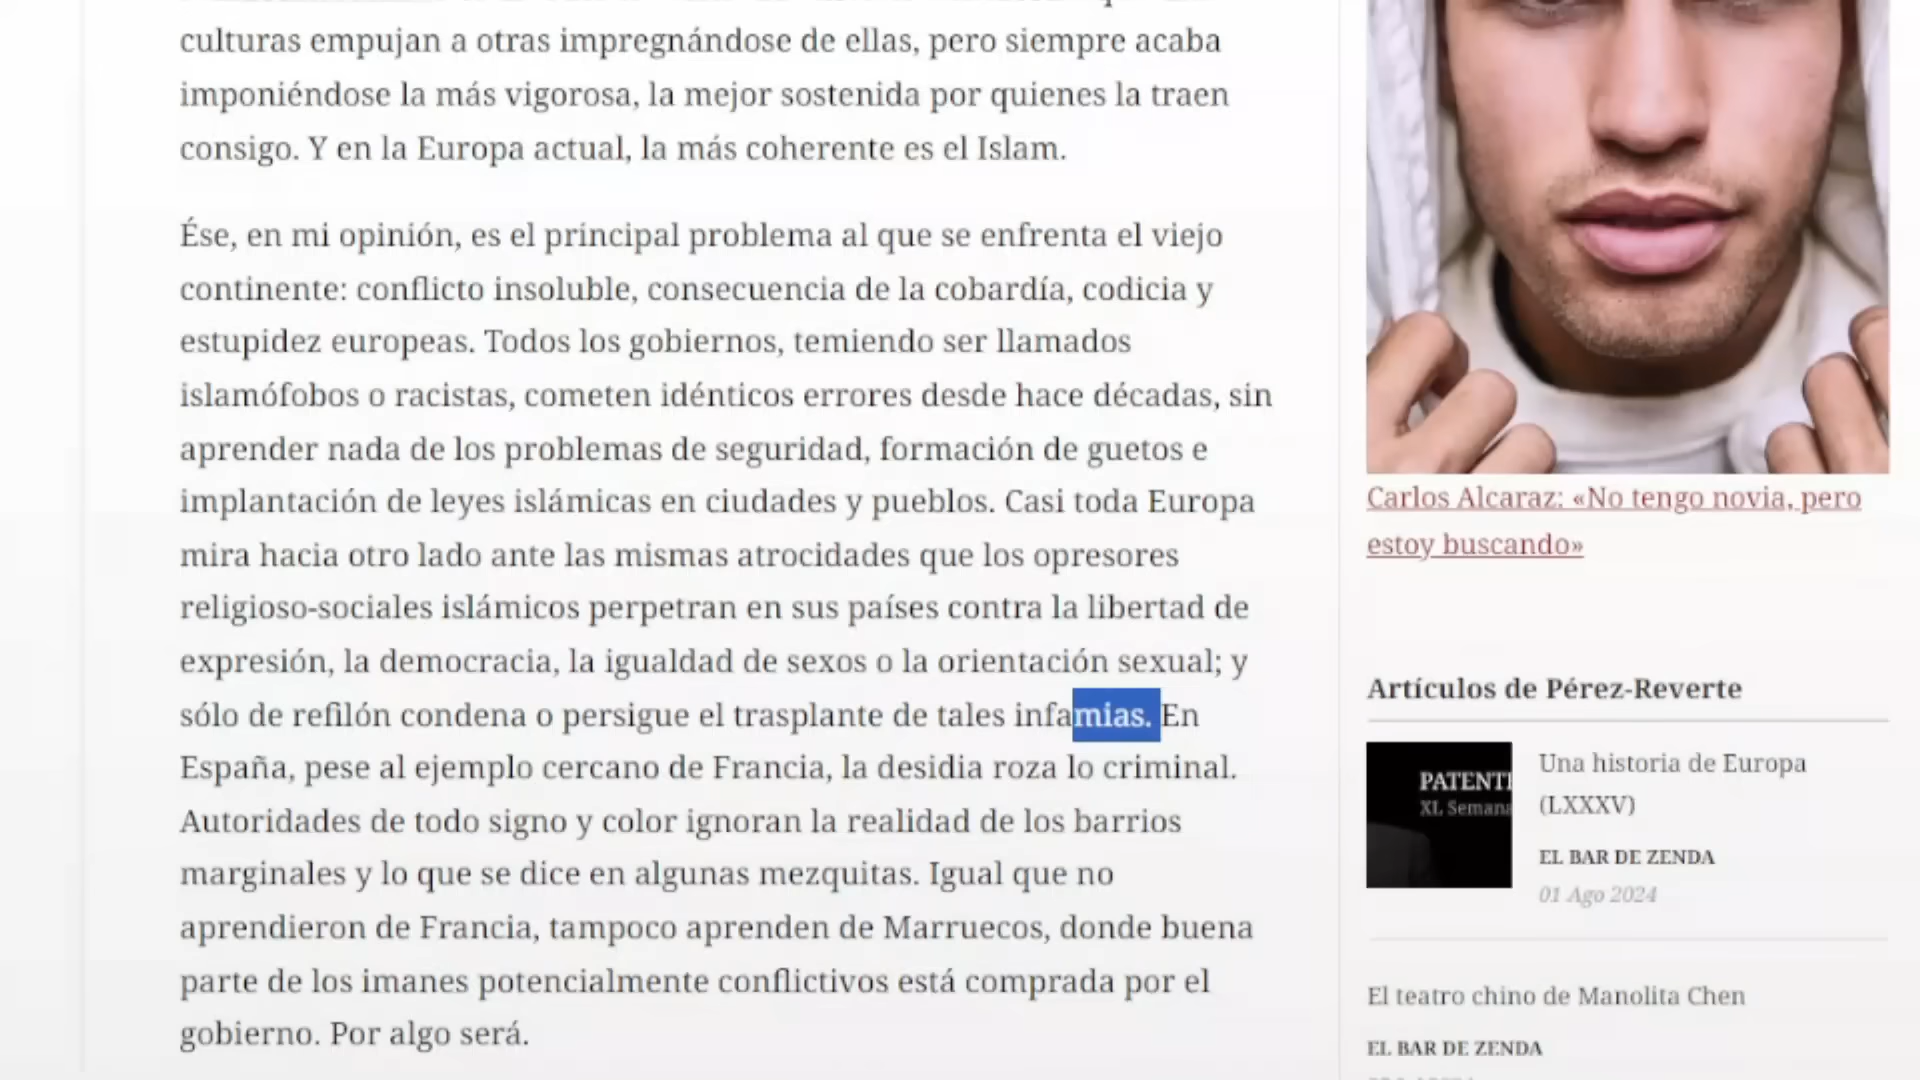 culturas empujan a otras impregnándose de ellas, pero siempre acaba
imponiéndose la más vigorosa, la mejor sostenida por quienes la traen
consigo. Y en la Europa actual, la más coherente es el Islam.
Ése, en mi opinión, es el principal problema al que se enfrenta el viejo
continente: conflicto insoluble, consecuencia de la cobardía, codicia y
estupidez europeas. Todos los gobiernos, temiendo ser llamados
islamófobos o racistas, cometen idénticos errores desde hace décadas, sin
aprender nada de los problemas de seguridad, formación de guetos e
implantación de leyes islámicas en ciudades y pueblos. Casi toda Europa
mira hacia otro lado ante las mismas atrocidades que los opresores
religioso-sociales islámicos perpetran en sus países contra la libertad de
expresión, la democracia, la igualdad de sexos o la orientación sexual; y
sólo de refilón condena o persigue el trasplante de tales infamias. En
España, pese al ejemplo cercano de Francia, la desidia roza lo criminal.
Autoridades de todo signo y color ignoran la realidad de los barrios
marginales y lo que se dice en algunas mezquitas. Igual que no
aprendieron de Francia, tampoco aprenden de Marruecos, donde buena
parte de los imanes potencialmente conflictivos está comprada por el
gobierno. Por algo será.
Carlos Alcaraz: «No tengo novia, pero
estoy buscando»
Artículos de Pérez-Reverte
PATENT
XL Semana
Una historia de Europa
(LXXXV)
EL BAR DE ZENDA
01 Ago 2024
El teatro chino de Manolita Chen
EL BAR DE ZENDA